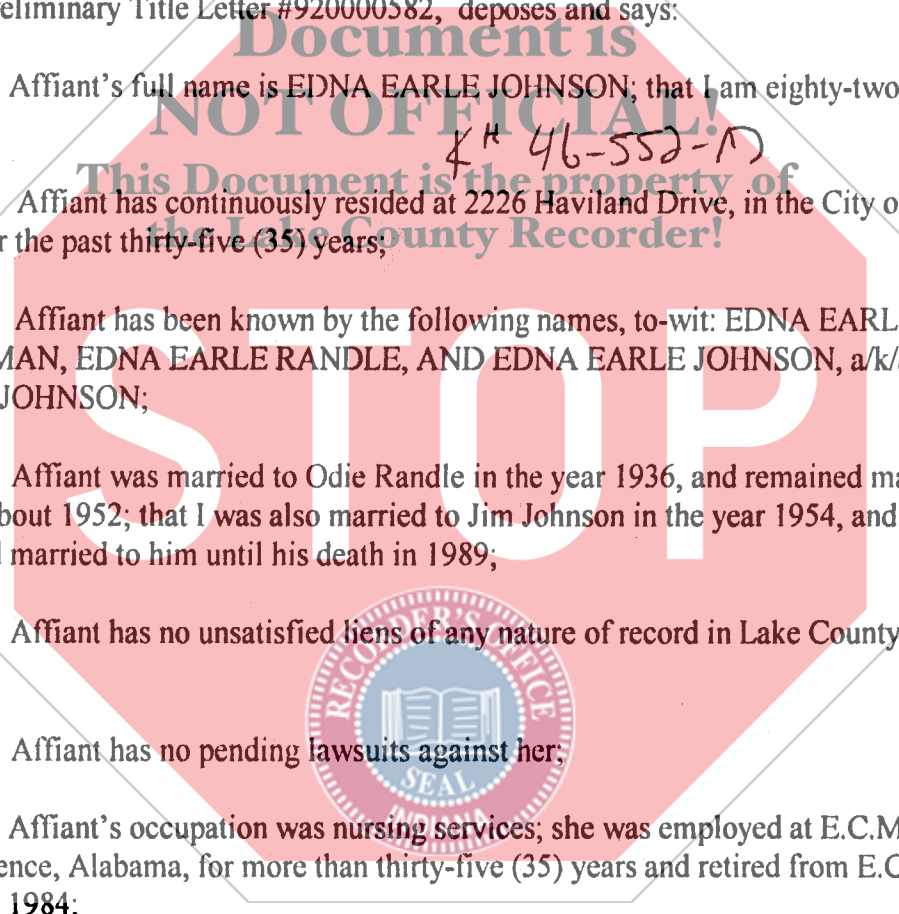 reliminary Title Letter #920000582, deposes and says:
Document is
Affiant's full name is EDNA EARLE JOHNSON; that I am eighty-two
NOT OFFICIAL!
46-552-
This Document is the property of
Affiant has continuously resided at 2226 Haviland Drive, in the City o
r the past thirty-five (35) years;
the Lake County Recorder!
Affiant has been known by the following names, to-wit: EDNA EARL
MAN, EDNA EARLE RANDLE, AND EDNA EARLE JOHNSON, a/k/
JOHNSON;
STOP
Affiant was married to Odie Randle in the year 1936, and remained ma
bout 1952; that I was also married to Jim Johnson in the year 1954, and
married to him until his death in 1989;
Affiant has no unsatisfied liens of any nature of record in Lake County
RECORDER'S OFFICE
Affiant has no pending lawsuits against her;
SEAL
INDIANA
Affiant's occupation was nursing services; she was employed at E.C.M
ence, Alabama, for more than thirty-five (35) years and retired from E.C
1984;